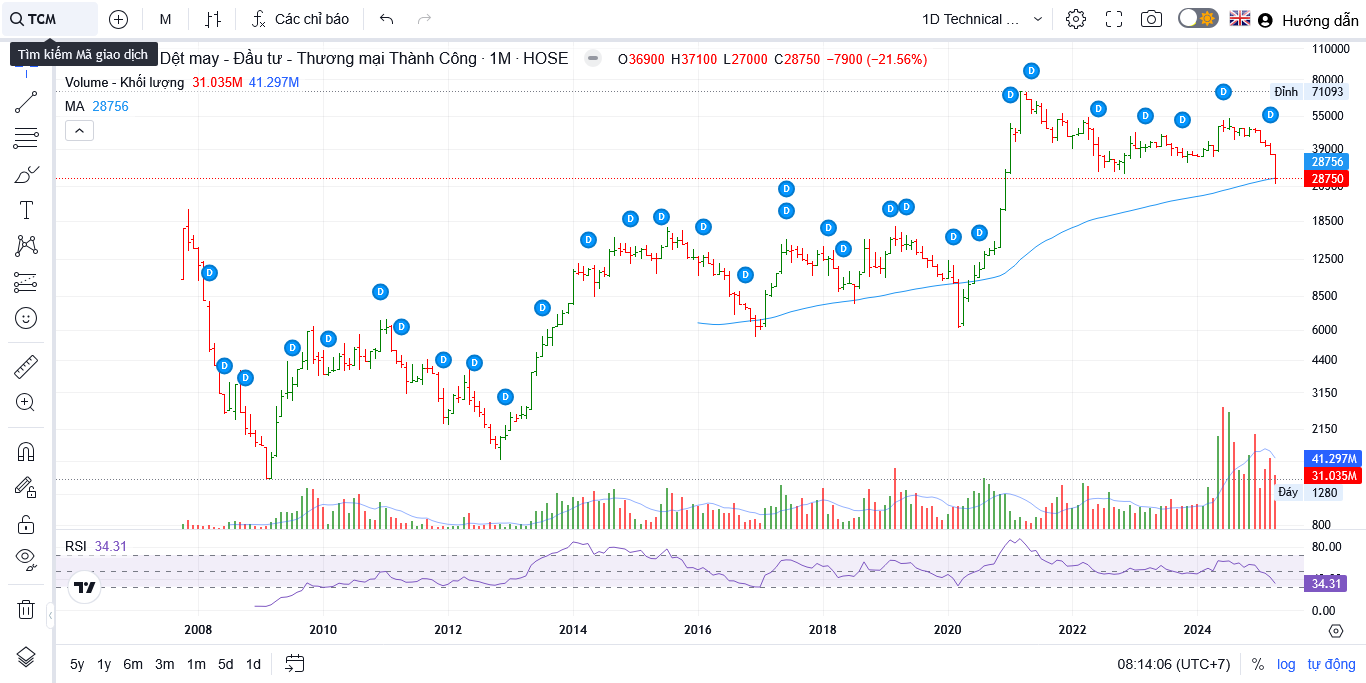 TCM
M
Các chỉ báo
1D Technical ...
Hướng dẫn
Tìm kiếm Mã giao dịch
Dệt may - Đầu tư - Thương mại Thành Công · 1M · HOSE
O36900 H37100 L27000 C28750 −7900 (−21.56%)
Volume - Khối lượng 31.035M 41.297M
MA 28756
110000
80000
Đỉnh 71093
55000
39000
28756
28750
18500
12500
8500
6000
4400
3150
2150
41.297M
31.035M
Đáy 1280
800
D D D D D D D D D D D D D D D D D D D D D D D D D D D D D D D D
RSI 34.31
80.00
34.31
0.00
2008 2010 2012 2014 2016 2018 2020 2022 2024
5y 1y 6m 3m 1m 5d 1d
08:14:06 (UTC+7)
% log tự động